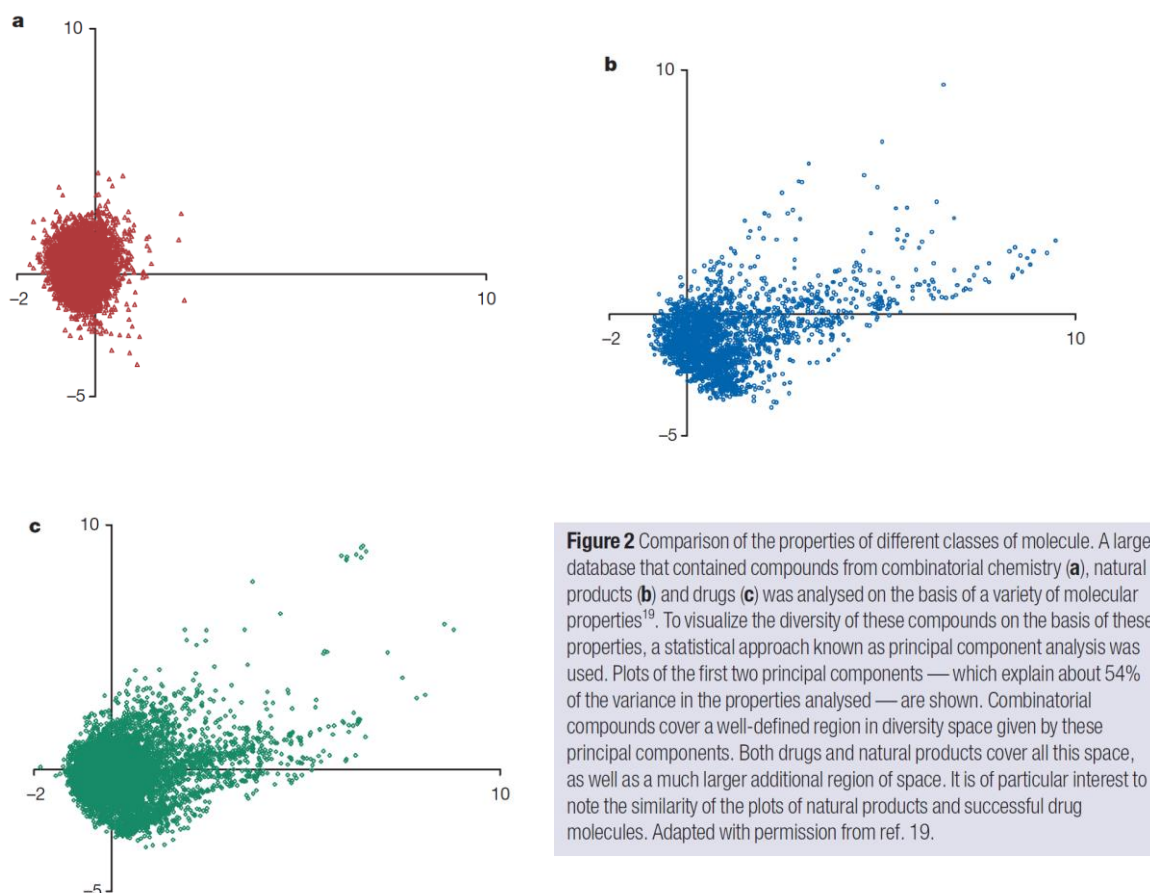 a
10
−2
10
−5
b
10
−2
10
−5
c
10
−2
10
−5
Figure 2 Comparison of the properties of different classes of molecule. A large
database that contained compounds from combinatorial chemistry (a), natural
products (b) and drugs (c) was analysed on the basis of a variety of molecular
properties19. To visualize the diversity of these compounds on the basis of these
properties, a statistical approach known as principal component analysis was
used. Plots of the first two principal components — which explain about 54%
of the variance in the properties analysed — are shown. Combinatorial
compounds cover a well-defined region in diversity space given by these
principal components. Both drugs and natural products cover all this space,
as well as a much larger additional region of space. It is of particular interest to
note the similarity of the plots of natural products and successful drug
molecules. Adapted with permission from ref. 19.